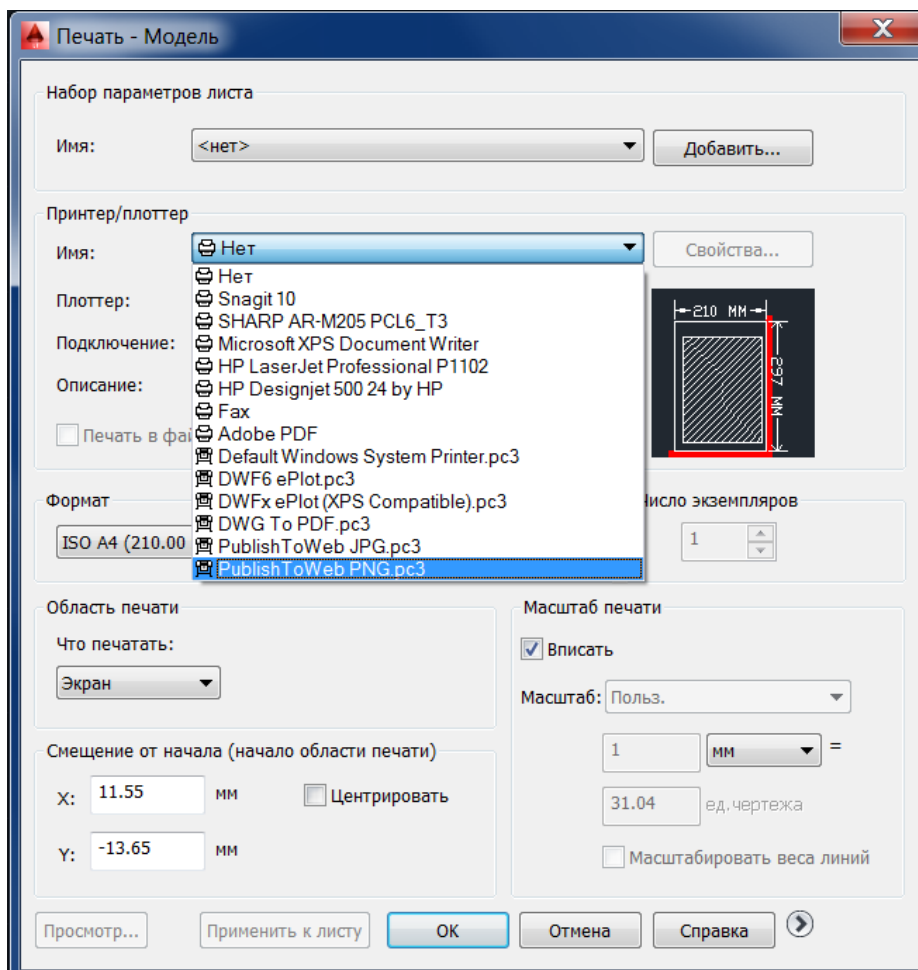 Печать - Модель
Набор параметров листа
Имя:
<нет>
Добавить...
Принтер/плоттер
Имя:
Нет
Свойства...
Нет
Snagit 10
SHARP AR-M205 PCL6_T3
Microsoft XPS Document Writer
HP LaserJet Professional P1102
HP Designjet 500 24 by HP
Fax
Adobe PDF
Default Windows System Printer.pc3
DWF6 ePlot.pc3
DWFx ePlot (XPS Compatible).pc3
DWG To PDF.pc3
PublishToWeb JPG.pc3
PublishToWeb PNG.pc3
Плоттер:
Подключение:
Описание:
Печать в фай
210 MM
297 MM
Формат
ISO A4 (210.00
Число экземпляров
1
Область печати
Что печатать:
Экран
Масштаб печати
Вписать
Масштаб: Польз.
1 мм =
31.04 ед.чертежа
Масштабировать веса линий
Смещение от начала (начало области печати)
X: 11.55 мм
Центрировать
Y: -13.65 мм
Просмотр...
Применить к листу
ОК
Отмена
Справка